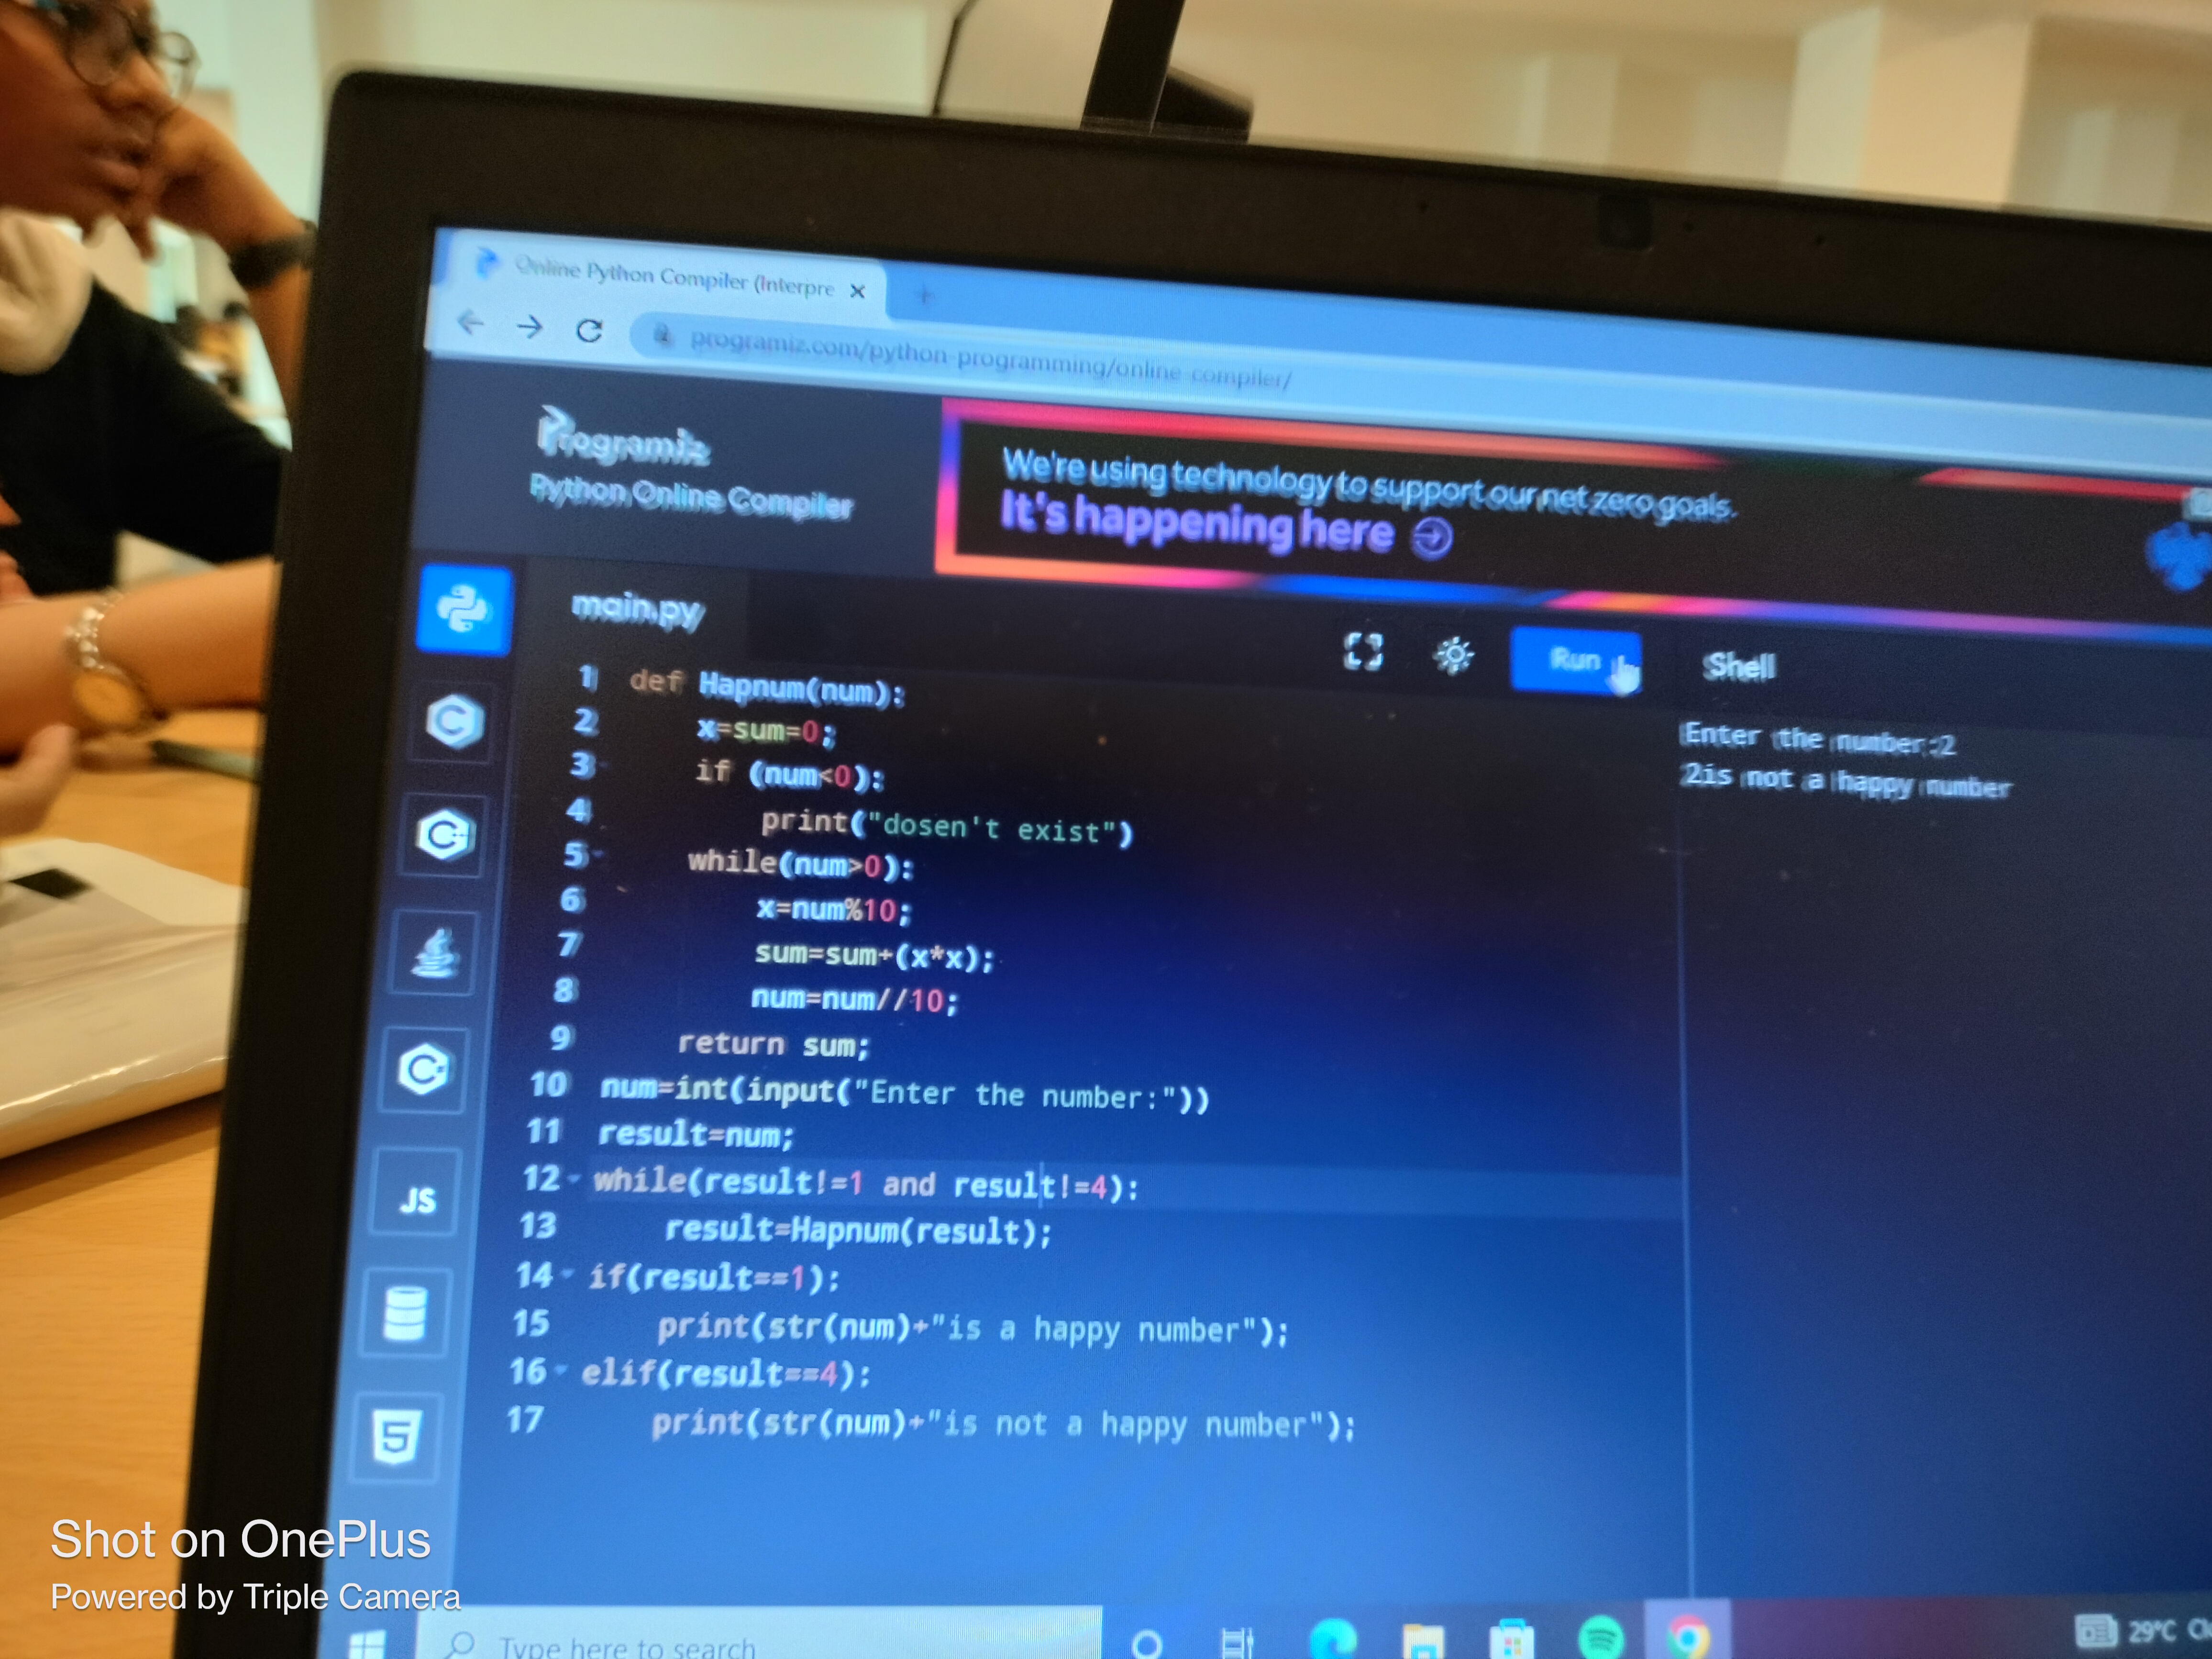 Online Python Compiler (Interpre
programiz.com/python-programming/online-compiler/
Programiz
Python Online Compiler
We're using technology to support our net zero goals.
It's happening here
main.py
Run
Shell
1 def Hapnum(num):
2 x=sum=0;
3 if (num<0):
4 print("dosen't exist")
5 while(num>0):
6 x=num%10;
7 sum=sum+(x*x);
8 num=num//10;
9 return sum;
10 num=int(input("Enter the number:"))
11 result=num;
12 while(result!=1 and result!=4):
13 result=Hapnum(result);
14 if(result==1):
15 print(str(num)+"is a happy number");
16 elif(result==4):
17 print(str(num)+"is not a happy number");
Enter the number:2
2is not a happy number
C
C
C
JS
5
Shot on OnePlus
Powered by Triple Camera
Type here to search
29°C